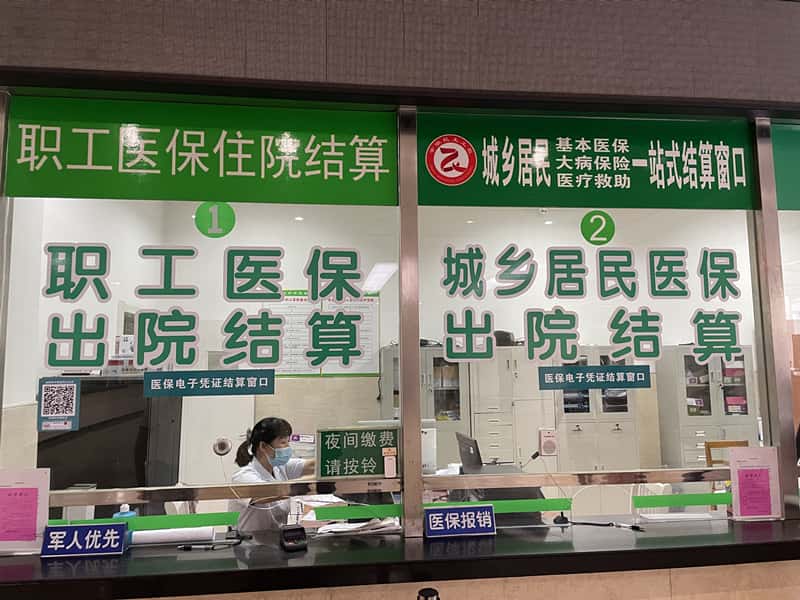 职工医保住院结算
1
职工医保
出院结算
医保电子凭证结算窗口
夜间缴费
请按铃
军人优先
城乡居民
基本医保
大病保险
医疗救助
一站式结算窗口
2
城乡居民医保
出院结算
医保电子凭证结算窗口
医保报销